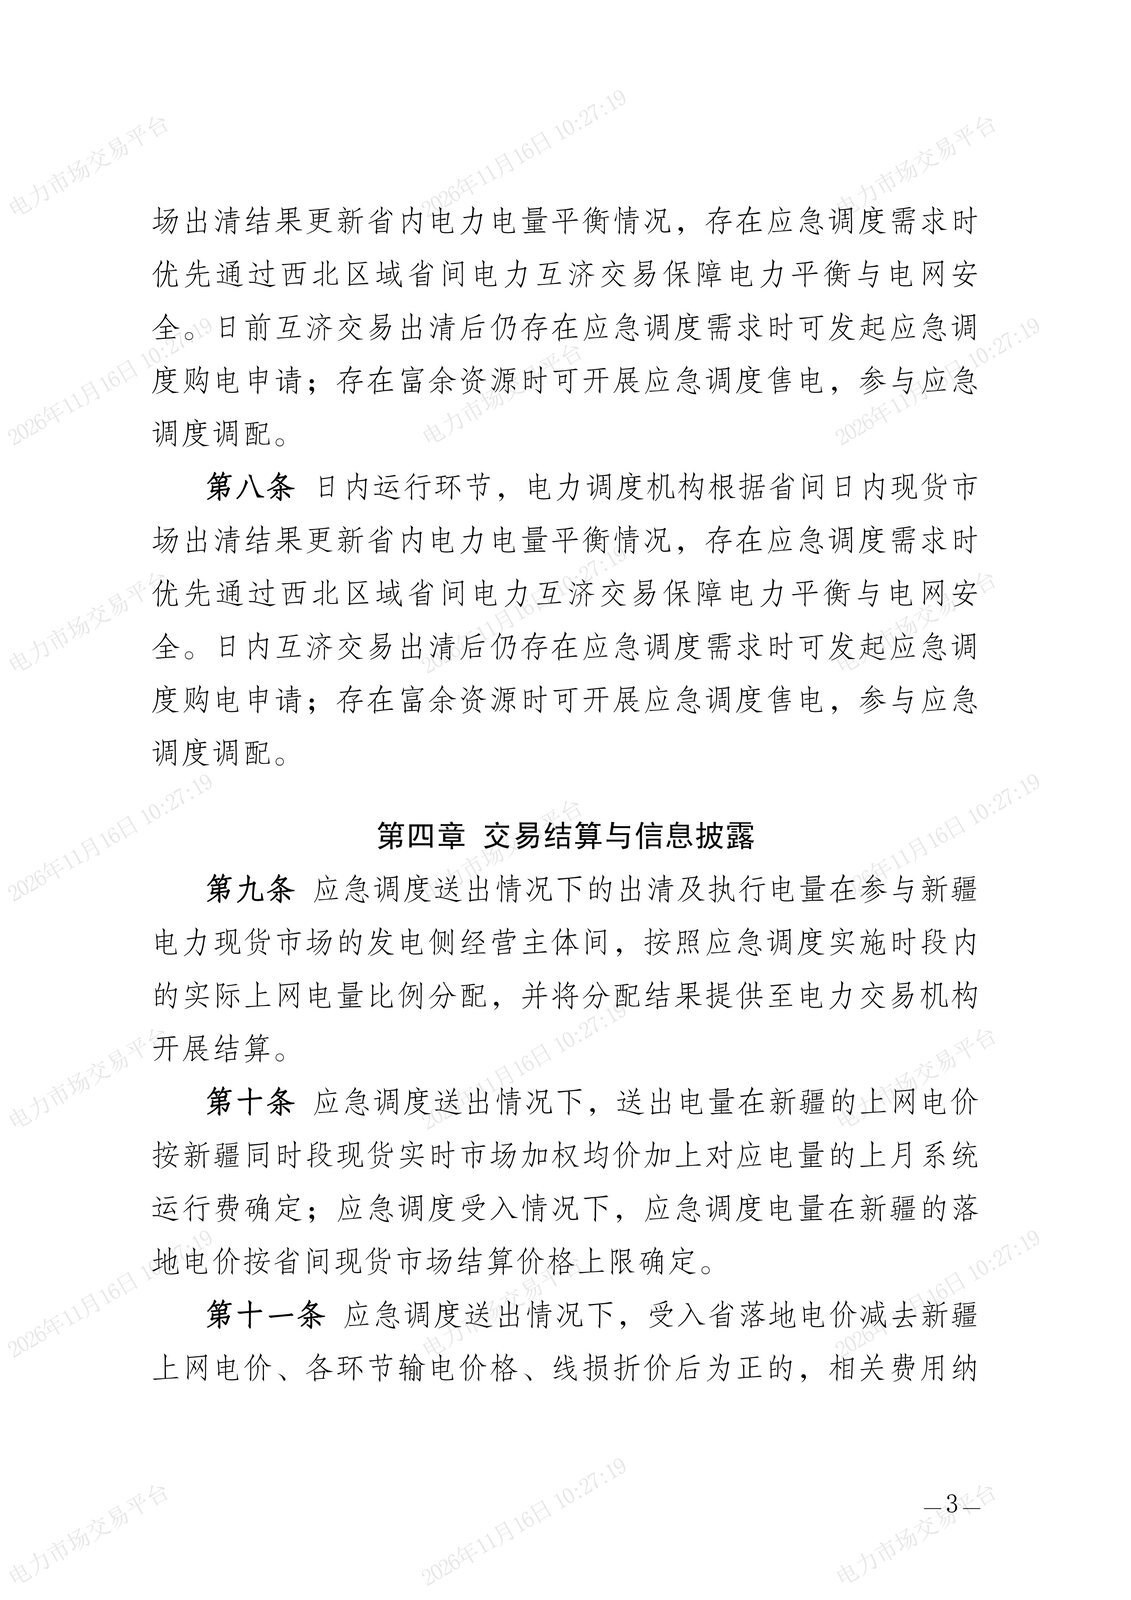 场出清结果更新省内电力电量平衡情况，存在应急调度需求时
优先通过西北区域省间电力互济交易保障电力平衡与电网安
全。日前互济交易出清后仍存在应急调度需求时可发起应急调
度购电申请；存在富余资源时可开展应急调度售电，参与应急
调度调配。
第八条 日内运行环节，电力调度机构根据省间日内现货市
场出清结果更新省内电力电量平衡情况，存在应急调度需求时
优先通过西北区域省间电力互济交易保障电力平衡与电网安
全。日内互济交易出清后仍存在应急调度需求时可发起应急调
度购电申请；存在富余资源时可开展应急调度售电，参与应急
调度调配。
第四章 交易结算与信息披露
第九条 应急调度送出情况下的出清及执行电量在参与新疆
电力现货市场的发电侧经营主体间，按照应急调度实施时段内
的实际上网电量比例分配，并将分配结果提供至电力交易机构
开展结算。
第十条 应急调度送出情况下，送出电量在新疆的上网电价
按新疆同时段现货实时市场加权均价加上对应电量的上月系统
运行费确定；应急调度受入情况下，应急调度电量在新疆的落
地电价按省间现货市场结算价格上限确定。
第十一条 应急调度送出情况下，受入省落地电价减去新疆
上网电价、各环节输电价格、线损折价后为正的，相关费用纳
—3—
电力市场交易平台
2026年11月16日 10:27:19